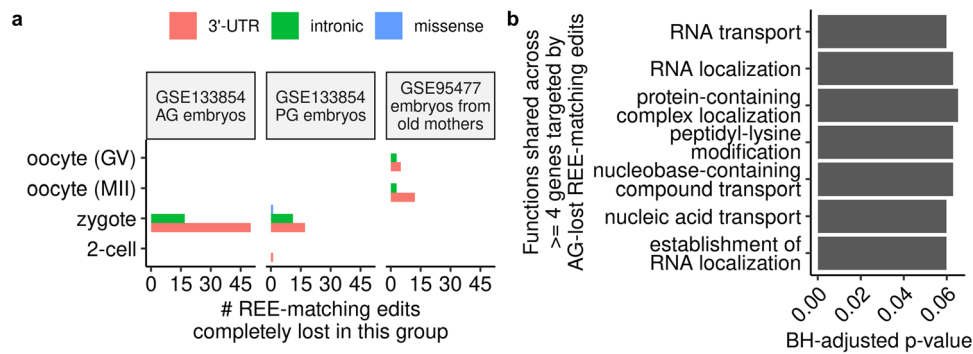 a
3'-UTR
intronic
missense
GSE133854
AG embryos
GSE133854
PG embryos
GSE95477
embryos from
old mothers
oocyte (GV)
oocyte (MII)
zygote
2-cell
0 15 30 45
0 15 30 45
0 15 30 45
# REE-matching edits
completely lost in this group
b
Functions shared across
>= 4 genes targeted by
AG-lost REE-matching edits
RNA transport
RNA localization
protein-containing
complex localization
peptidyl-lysine
modification
nucleobase-containing
compound transport
nucleic acid transport
establishment of
RNA localization
0.00 0.02 0.04 0.06
BH-adjusted p-value